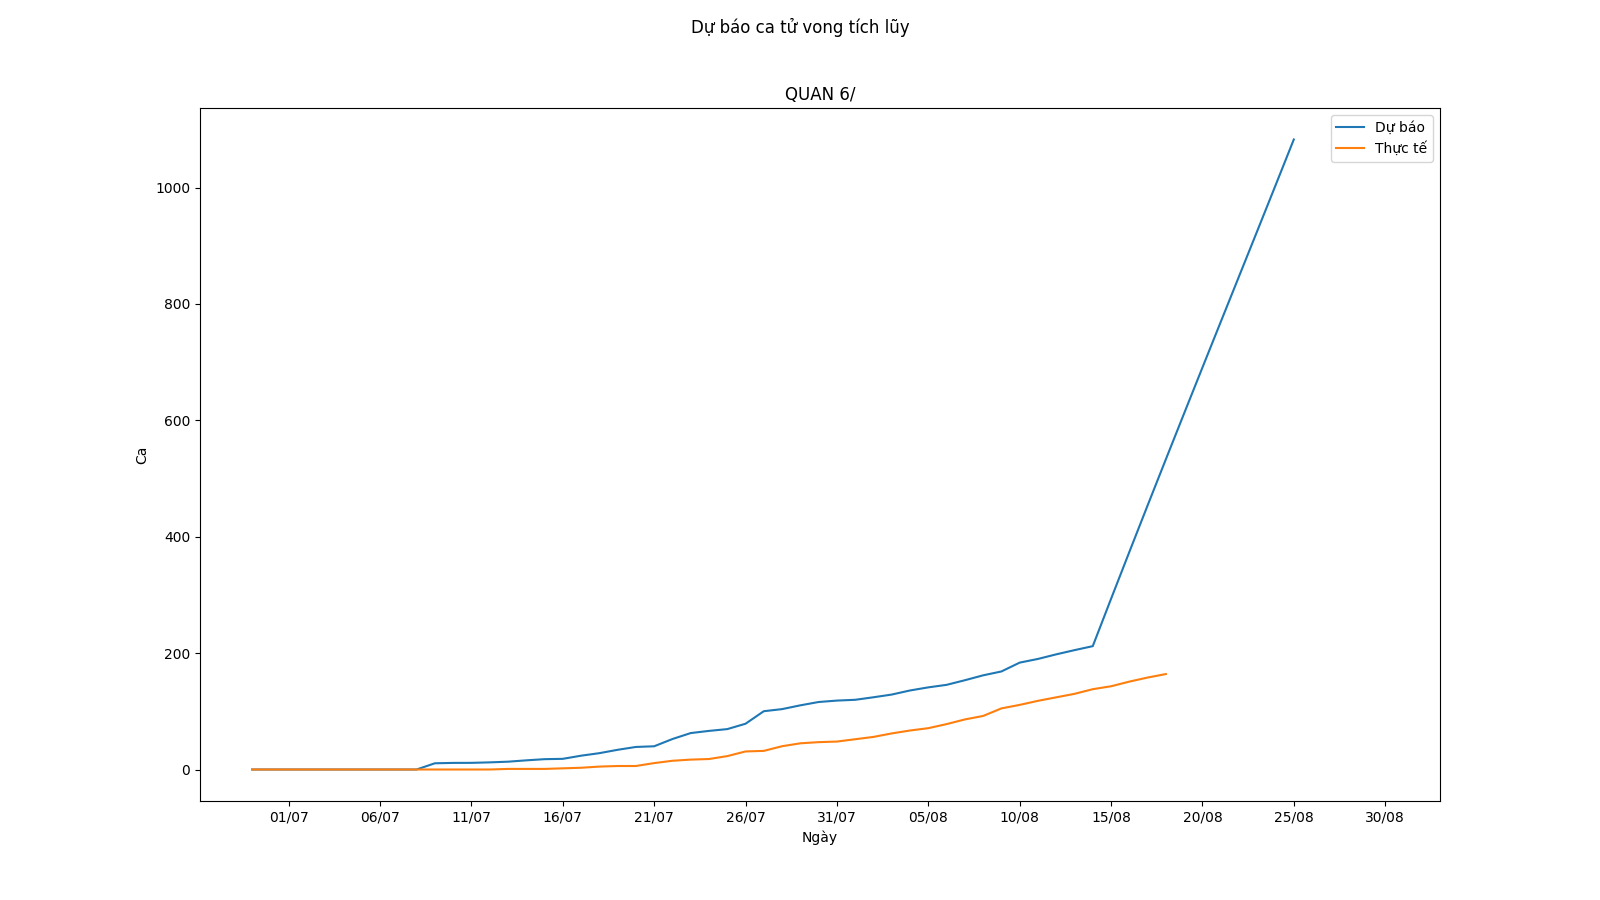 Dự báo ca tử vong tích lũy
QUAN 6/
Dự báo
Thực tế
1000
800
600
400
200
0
Ca
01/07 06/07 11/07 16/07 21/07 26/07 31/07 05/08 10/08 15/08 20/08 25/08 30/08
Ngày